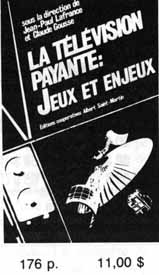 sous la direction de
Jean-Paul Lafrance
et Claude Gousse
LA TÉLÉVISION
PAYANTE:
JEUX ET ENJEUX
Editions coopératives Albert Saint-Martin
176 p. 11,00 $